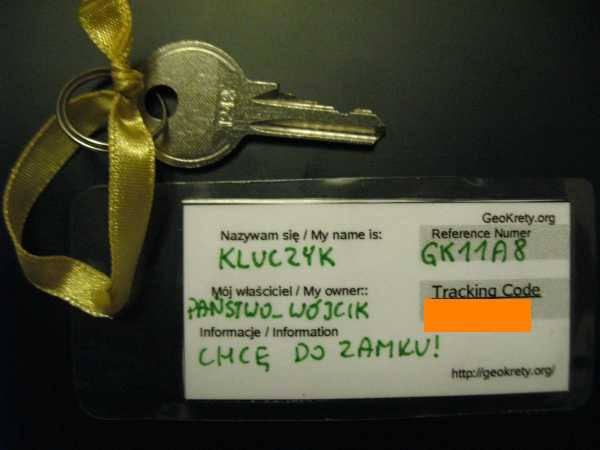 R48
GeoKrety.org
Nazywam się / My name is:
Reference Numer
KLUCZYK
GK11A8
Mój właściciel / My owner::
Tracking Code
PAŃSTWO_WÓJCIK
Informacje / Information
CHCĘ DO ZAMKU!
http://geokrety.org/